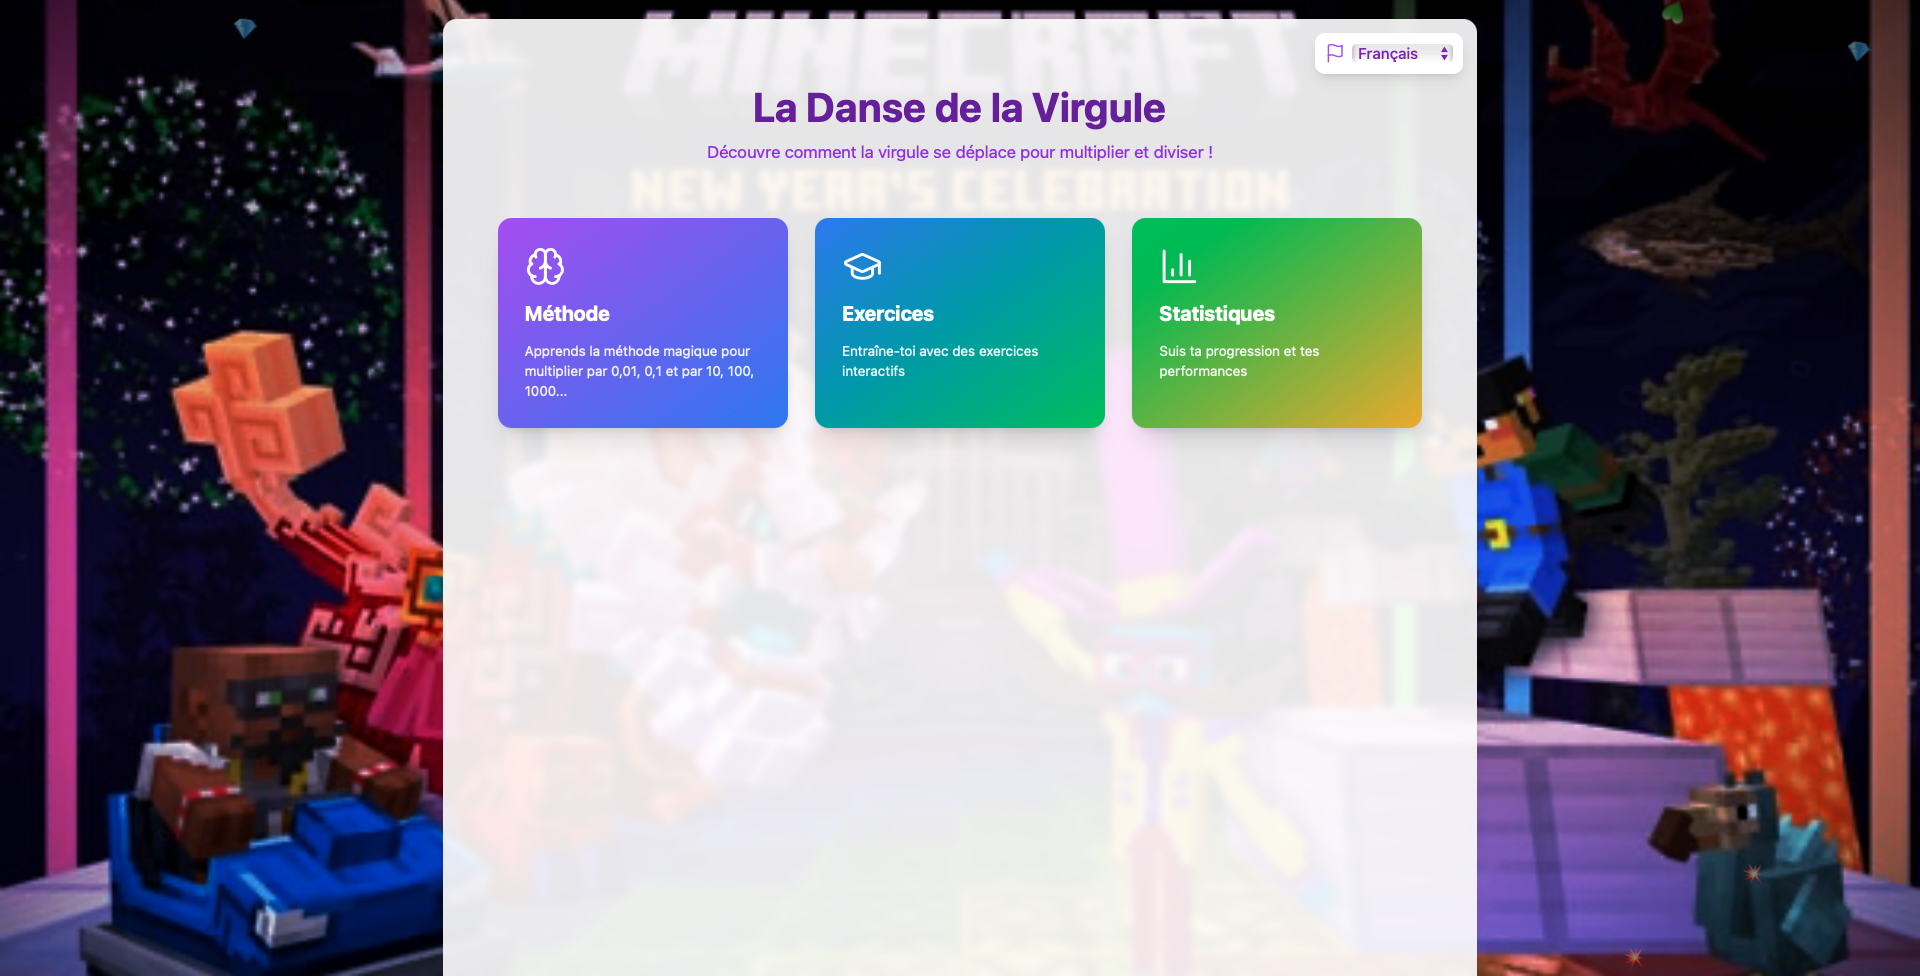 MINECRAFT
Français
La Danse de la Virgule
Découvre comment la virgule se déplace pour multiplier et diviser !
NEW YEAR'S CELEBRATION
Méthode
Apprends la méthode magique pour
multiplier par 0,01, 0,1 et par 10, 100,
1000...
Exercices
Entraîne-toi avec des exercices
interactifs
Statistiques
Suis ta progression et tes
performances